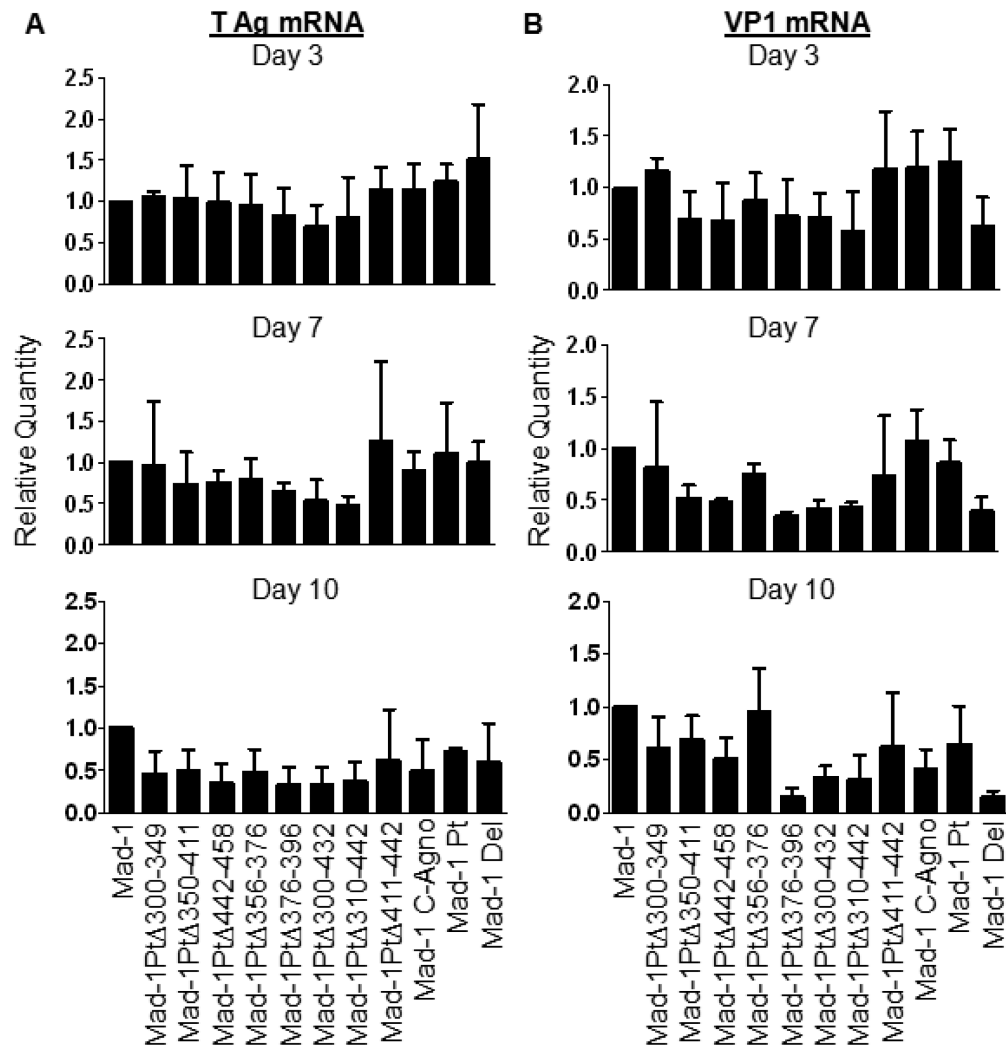 A
T Ag mRNA
Day 3
2.5
2.0
1.5
1.0
0.5
0.0
Day 7
2.5
2.0
1.5
1.0
0.5
0.0
Relative Quantity
Day 10
2.5
2.0
1.5
1.0
0.5
0.0
Mad-1
Mad-1PtΔ300-349
Mad-1PtΔ350-411
Mad-1PtΔ442-458
Mad-1PtΔ356-376
Mad-1PtΔ376-396
Mad-1PtΔ300-432
Mad-1PtΔ310-442
Mad-1PtΔ411-442
Mad-1 C-Agno
Mad-1 Pt
Mad-1 Del
B
VP1 mRNA
Day 3
2.0
1.5
1.0
0.5
0.0
Day 7
2.0
1.5
1.0
0.5
0.0
Relative Quantity
Day 10
2.0
1.5
1.0
0.5
0.0
Mad-1
Mad-1PtΔ300-349
Mad-1PtΔ350-411
Mad-1PtΔ442-458
Mad-1PtΔ356-376
Mad-1PtΔ376-396
Mad-1PtΔ300-432
Mad-1PtΔ310-442
Mad-1PtΔ411-442
Mad-1 C-Agno
Mad-1 Pt
Mad-1 Del